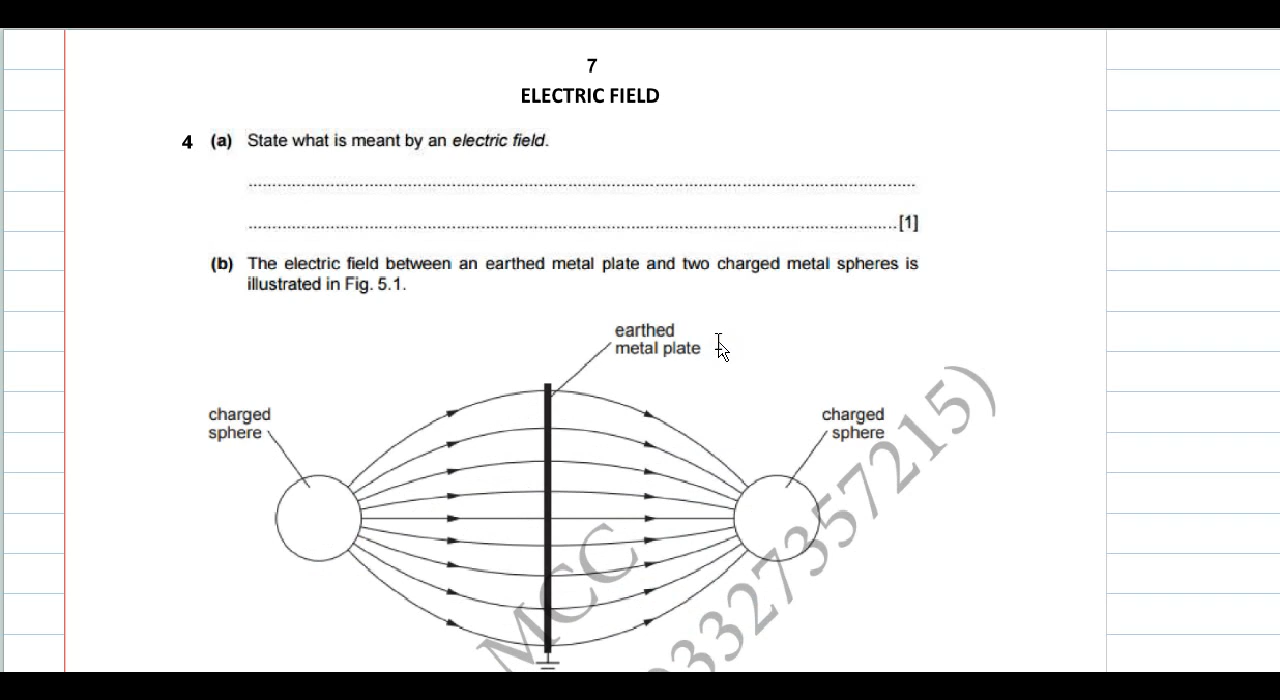 7
ELECTRIC FIELD
4 (a) State what is meant by an electric field.
................................................................................
................................................................................[1]
(b) The electric field between an earthed metal plate and two charged metal spheres is
illustrated in Fig. 5.1.
earthed
metal plate
charged
sphere
charged
sphere
MCC
03327357215)